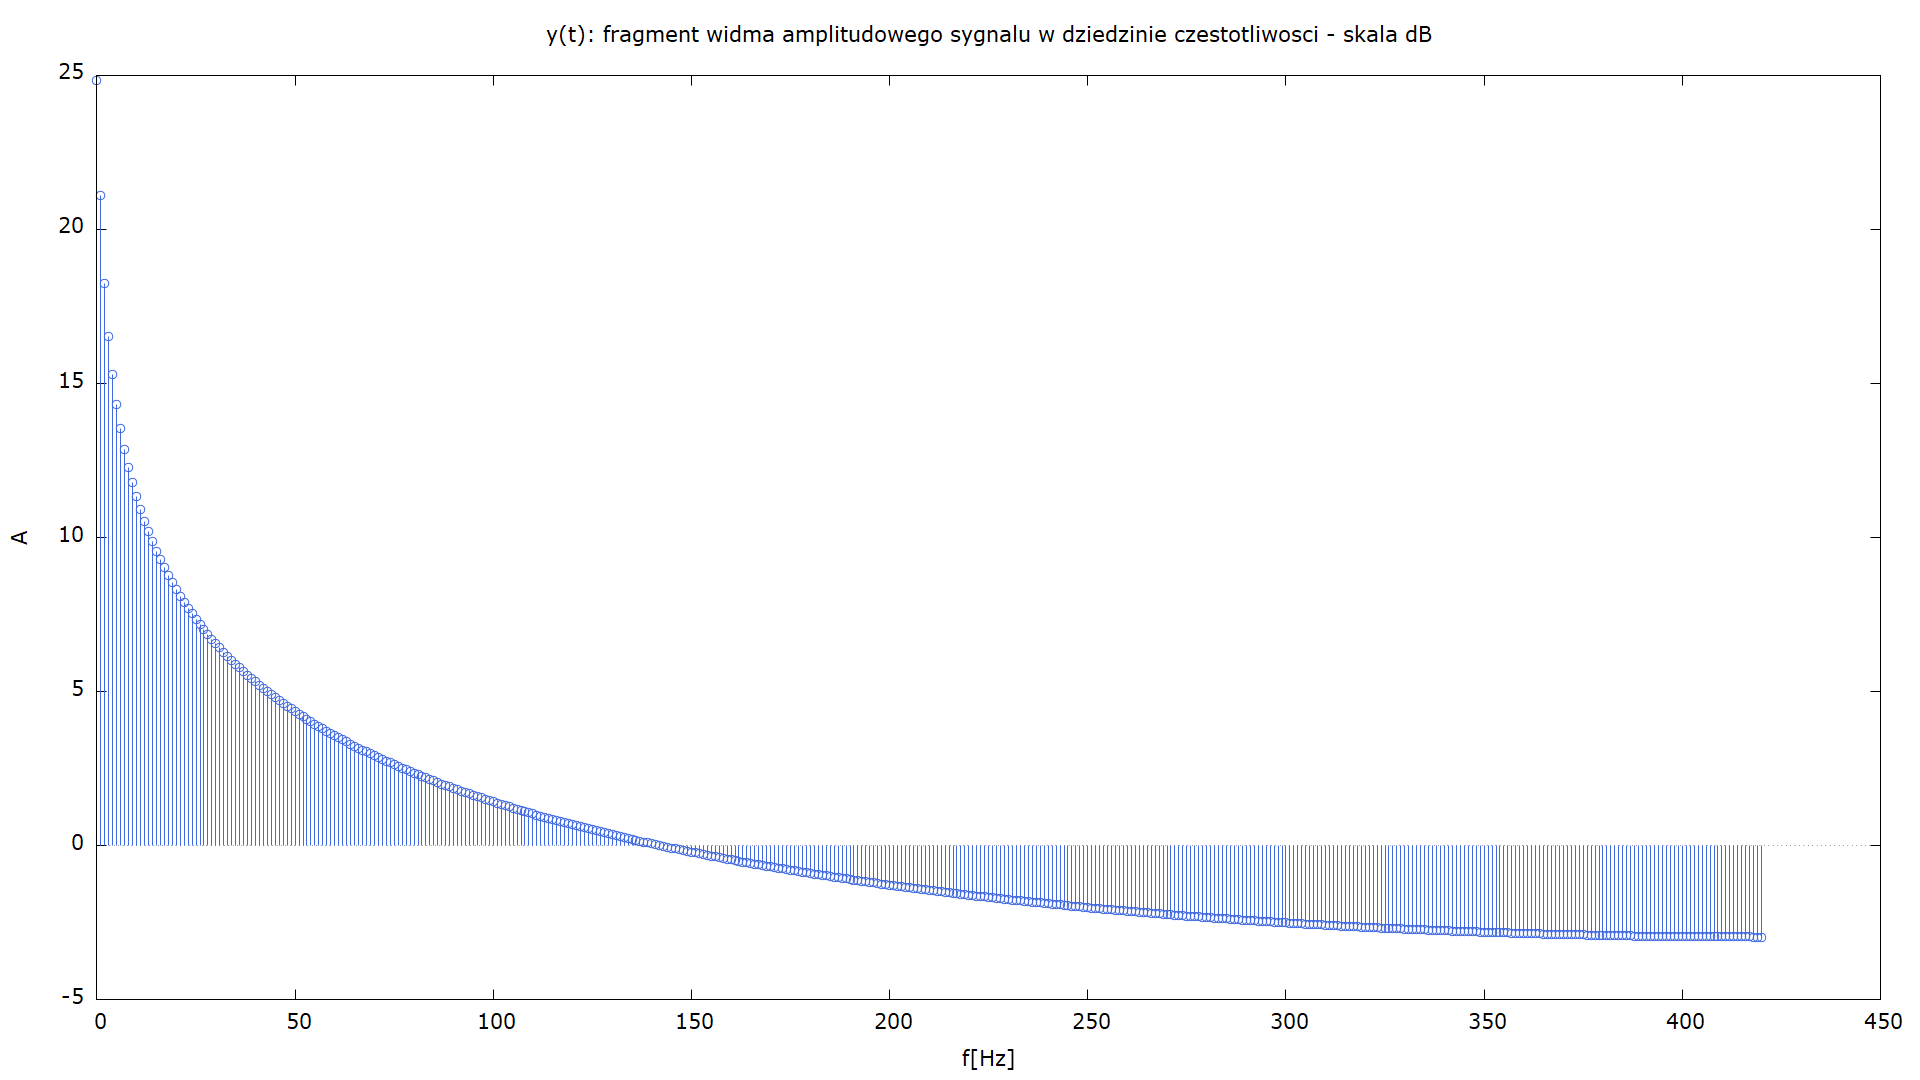 y(t): fragment widma amplitudowego sygnalu w dziedzinie czestotliwosci - skala dB
25
20
15
10
5
0
-5
A
0 50 100 150 200 250 300 350 400 450
f[Hz]